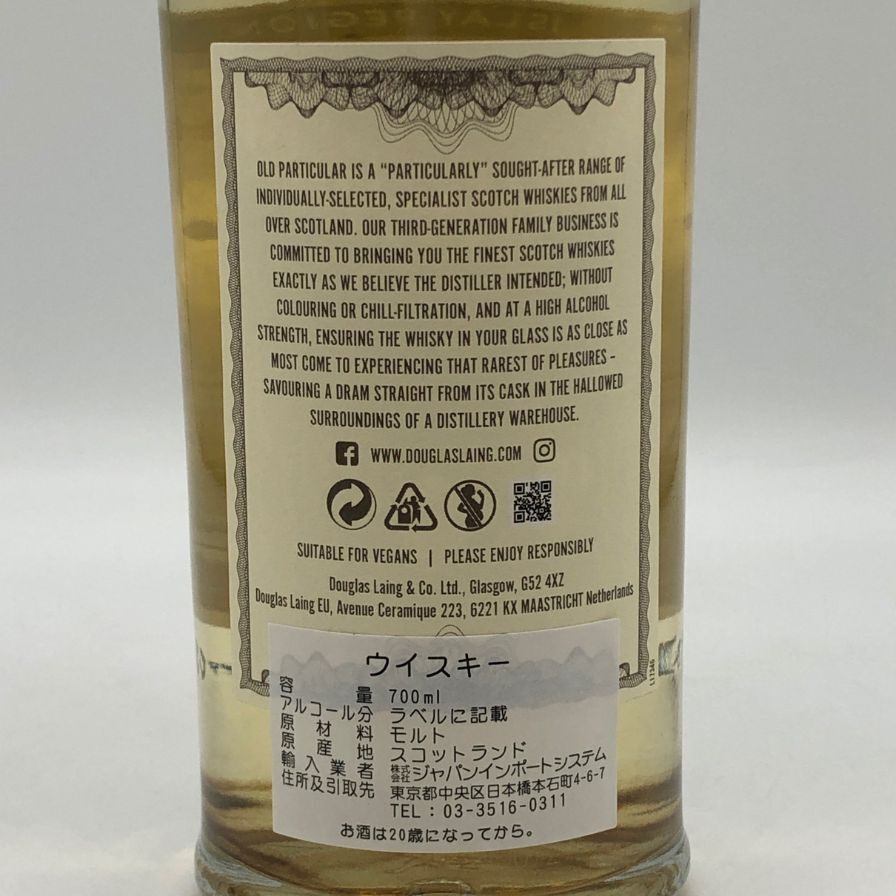 ISLAY REGION
OLD PARTICULAR IS A “PARTICULARLY” SOUGHT-AFTER RANGE OF
INDIVIDUALLY-SELECTED, SPECIALIST SCOTCH WHISKIES FROM ALL
OVER SCOTLAND. OUR THIRD-GENERATION FAMILY BUSINESS IS
COMMITTED TO BRINGING YOU THE FINEST SCOTCH WHISKIES
EXACTLY AS WE BELIEVE THE DISTILLER INTENDED; WITHOUT
COLOURING OR CHILL-FILTRATION, AND AT A HIGH ALCOHOL
STRENGTH, ENSURING THE WHISKY IN YOUR GLASS IS AS CLOSE AS
MOST COME TO EXPERIENCING THAT RAREST OF PLEASURES –
SAVOURING A DRAM STRAIGHT FROM ITS CASK IN THE HALLOWED
SURROUNDINGS OF A DISTILLERY WAREHOUSE.
WWW.DOUGLASLAING.COM
SUITABLE FOR VEGANS | PLEASE ENJOY RESPONSIBLY
Douglas Laing & Co. Ltd., Glasgow, G52 4XZ
Douglas Laing EU, Avenue Ceramique 223, 6221 KX MAASTRICHT Netherlands
ウイスキー
容量 700ml
アルコール分 ラベルに記載
原材料 モルト
原産地 スコットランド
輸入業者 株式会社ジャパンインポートシステム
住所及引取先 東京都中央区日本橋本石町4-6-7
TEL：03-3516-0311
お酒は20歳になってから。